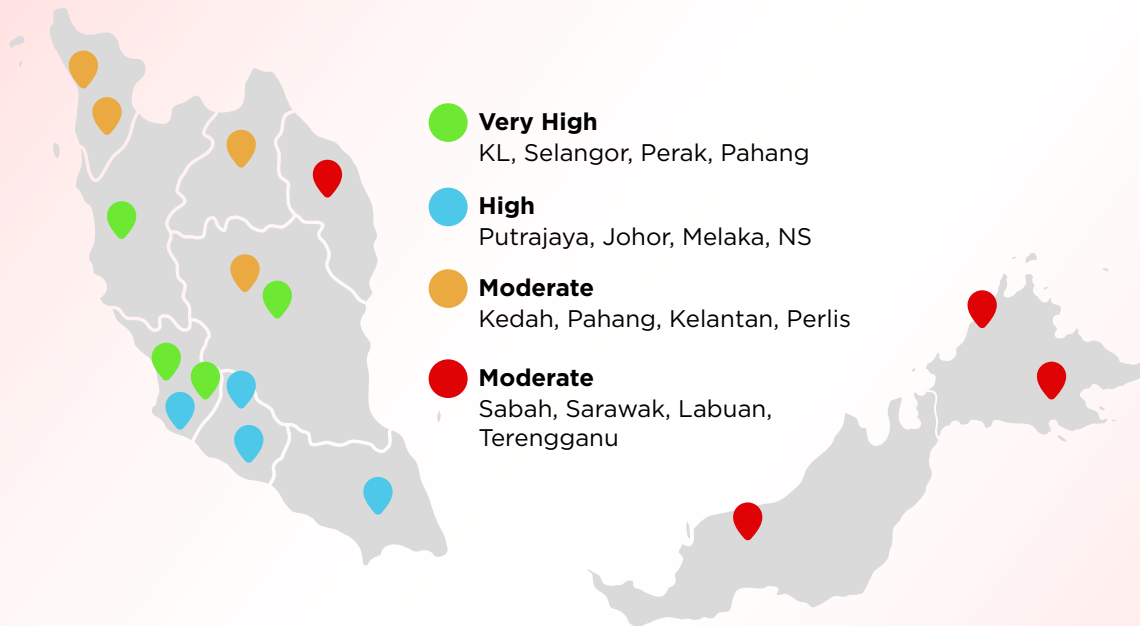 Very High
KL, Selangor, Perak, Pahang
High
Putrajaya, Johor, Melaka, NS
Moderate
Kedah, Pahang, Kelantan, Perlis
Moderate
Sabah, Sarawak, Labuan,
Terengganu